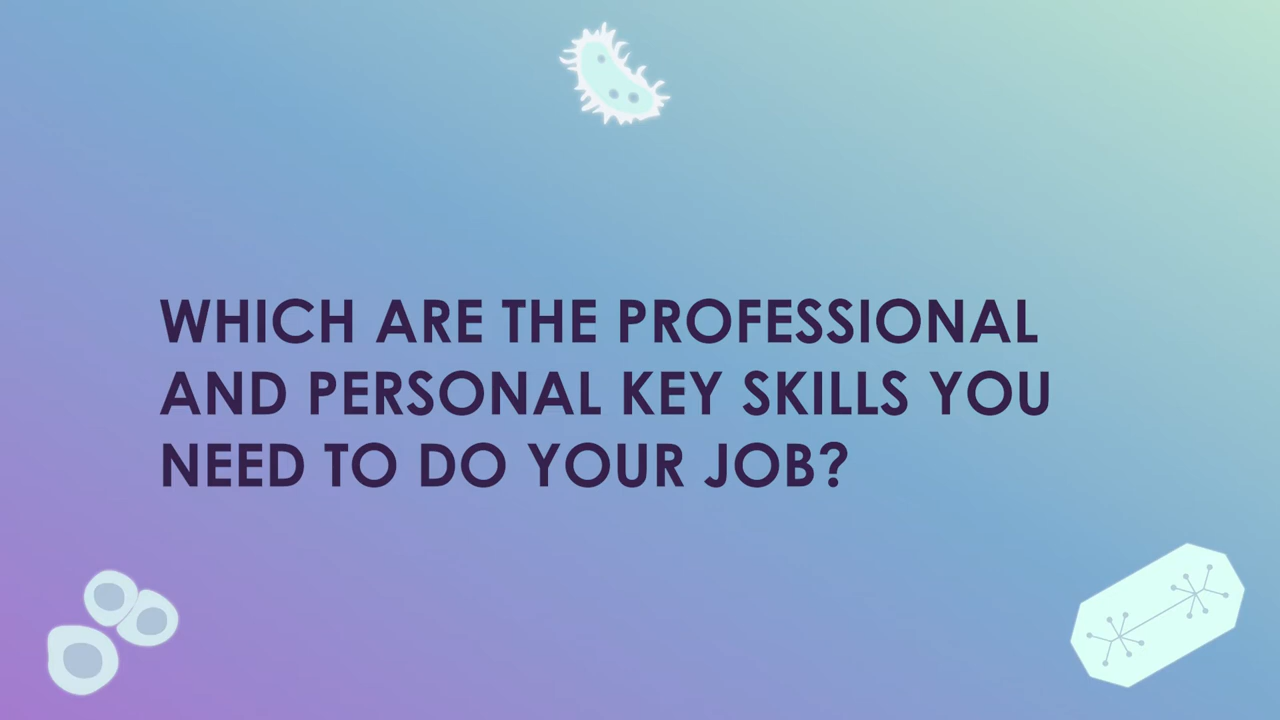 WHICH ARE THE PROFESSIONAL
AND PERSONAL KEY SKILLS YOU
NEED TO DO YOUR JOB?